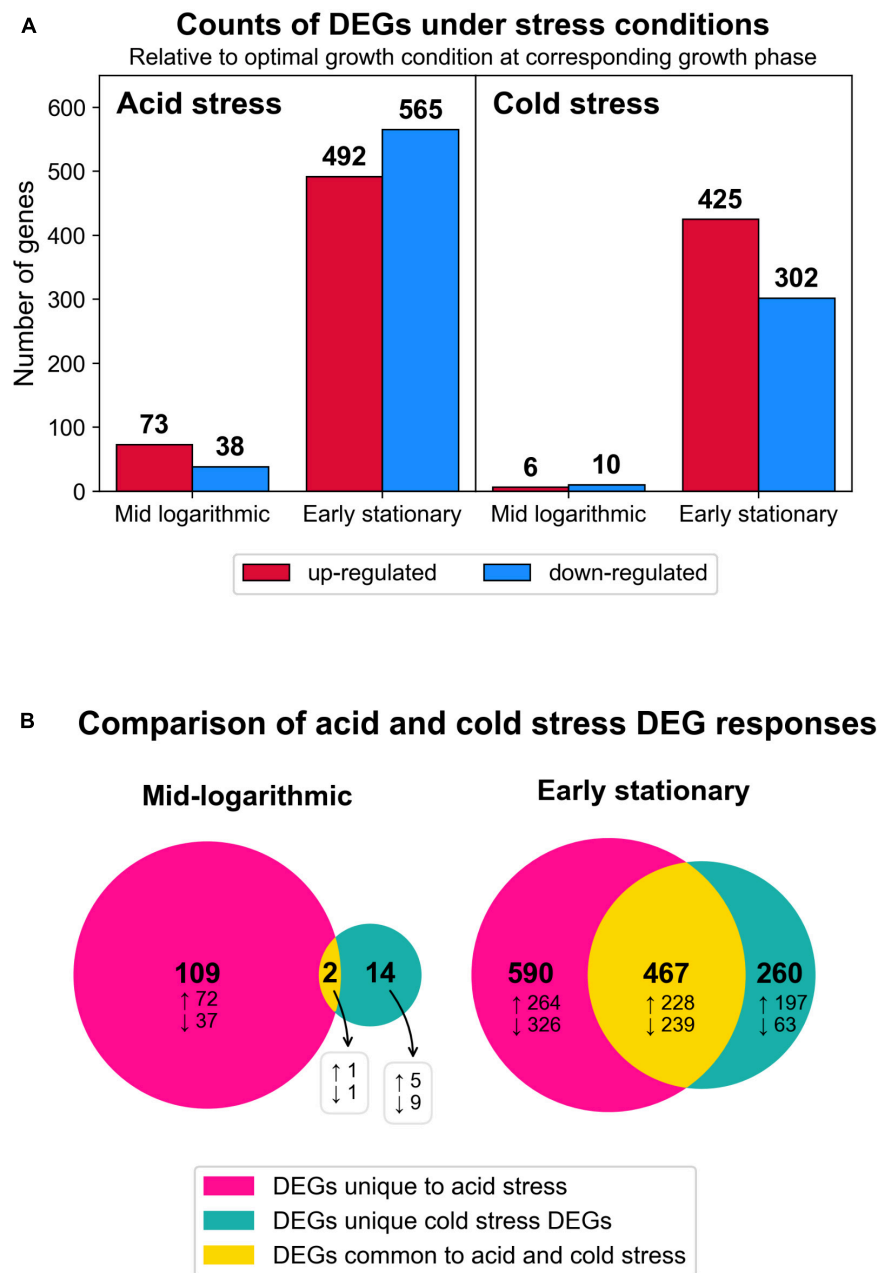 A
Counts of DEGs under stress conditions
Relative to optimal growth condition at corresponding growth phase
Number of genes
600
500
400
300
200
100
0
Acid stress
73
38
492
565
Mid logarithmic
Early stationary
Cold stress
6
10
425
302
Mid logarithmic
Early stationary
up-regulated
down-regulated
B
Comparison of acid and cold stress DEG responses
Mid-logarithmic
109
↑ 72
↓ 37
2
↑ 1
↓ 1
14
↑ 5
↓ 9
Early stationary
590
↑ 264
↓ 326
467
↑ 228
↓ 239
260
↑ 197
↓ 63
DEGs unique to acid stress
DEGs unique cold stress DEGs
DEGs common to acid and cold stress